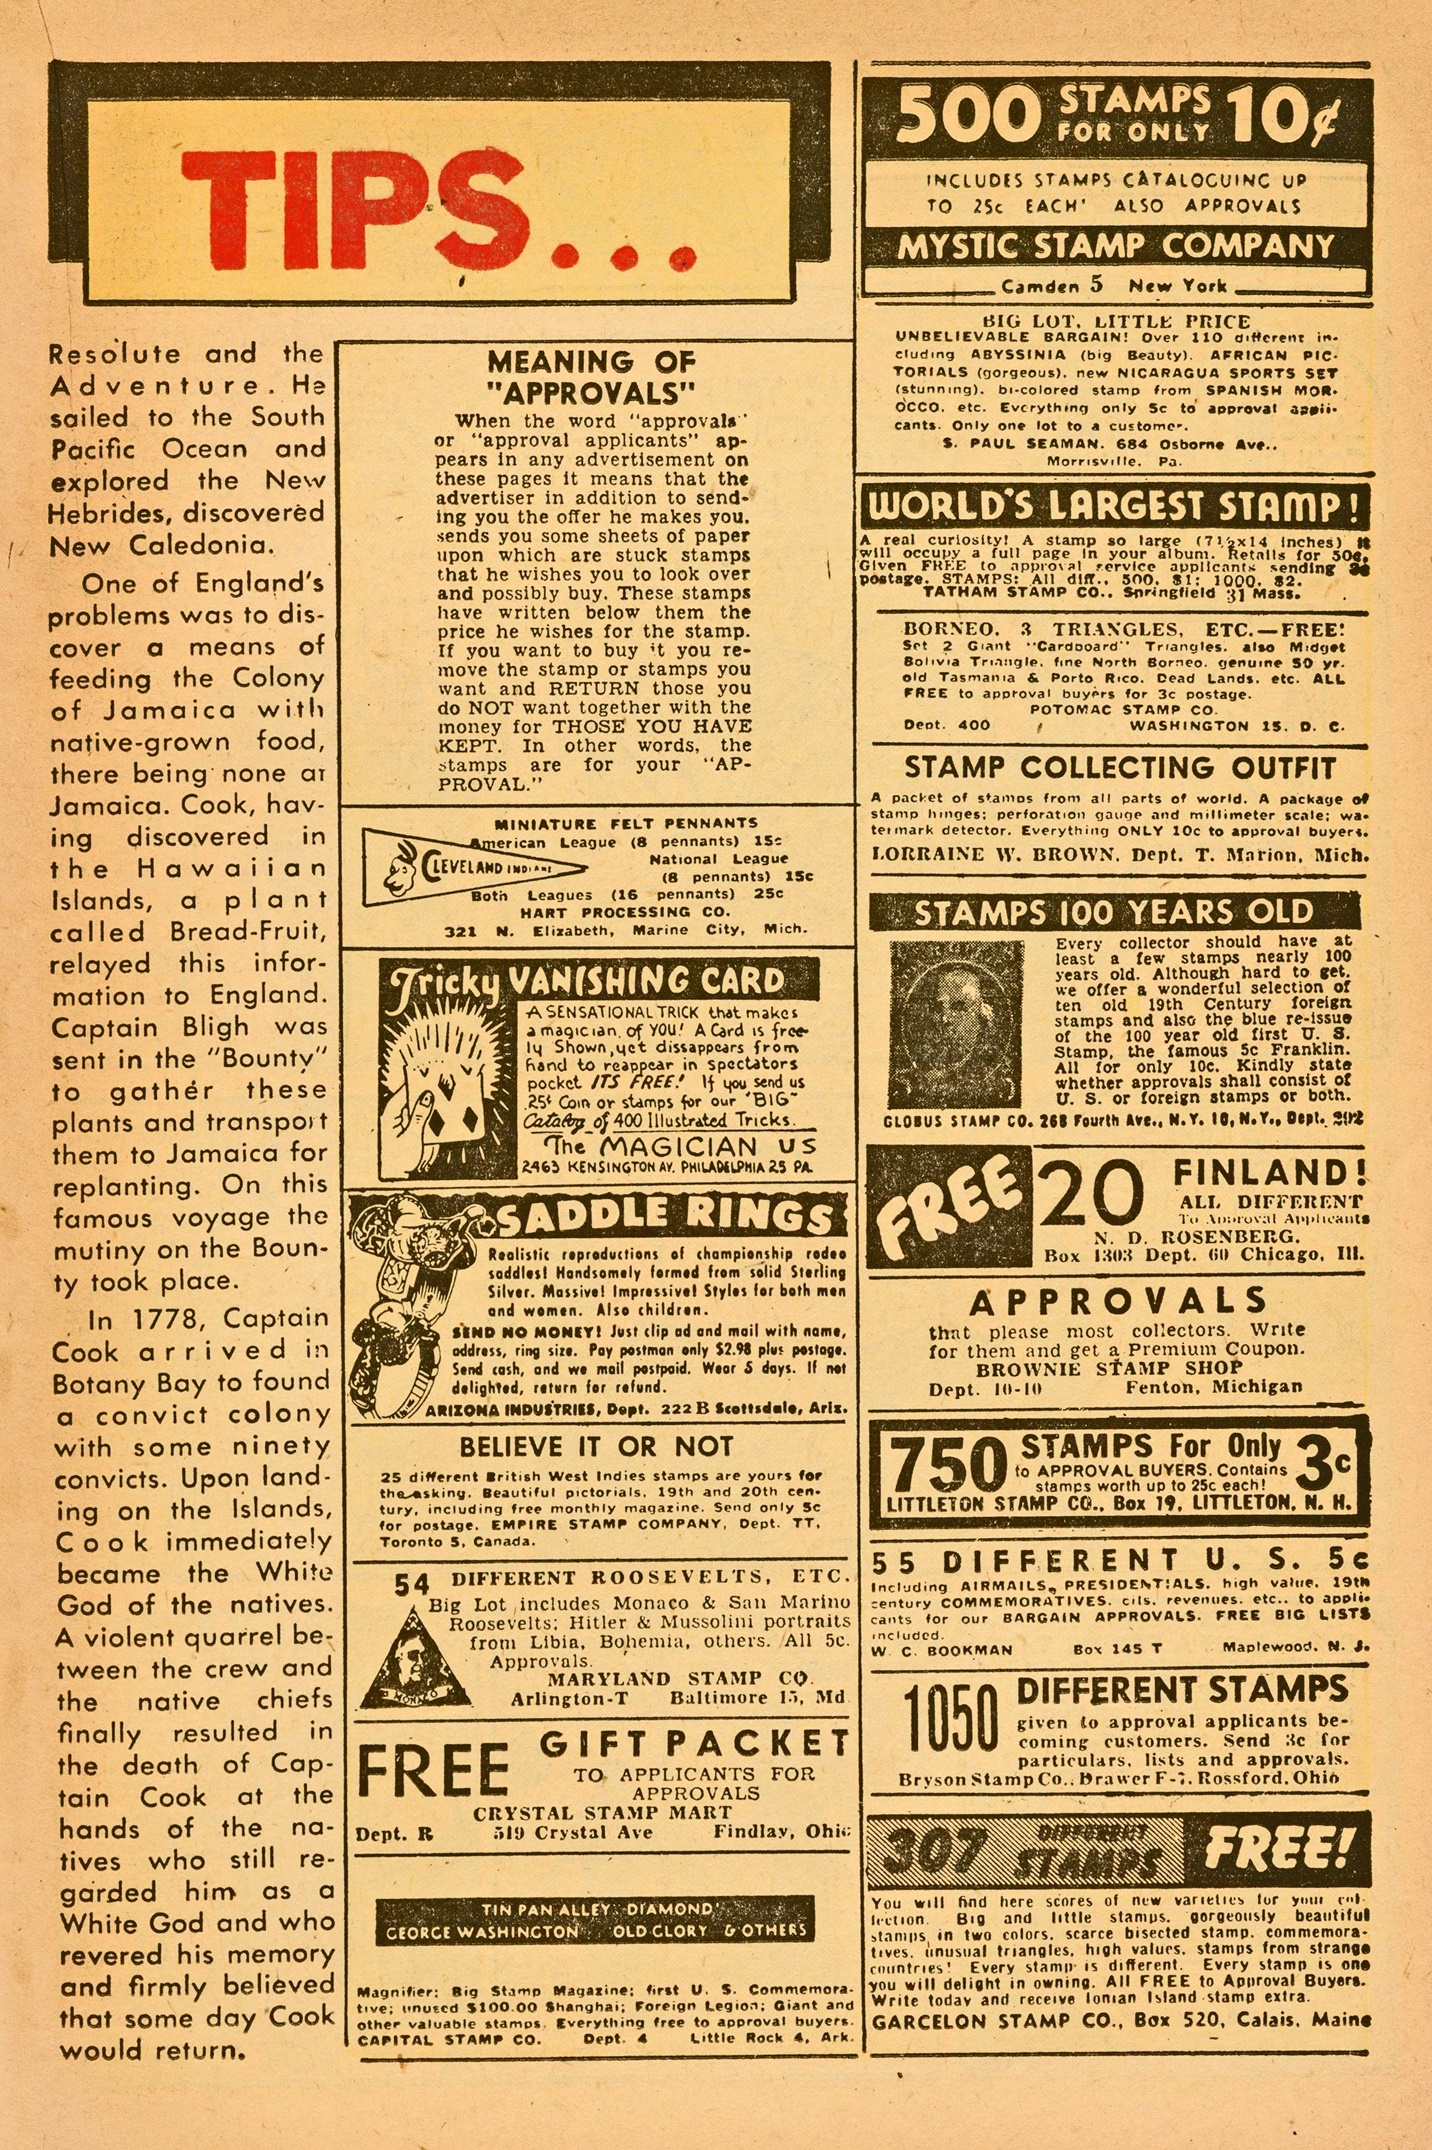 TIPS...
Resolute and the
Adventure. He
sailed to the South
Pacific Ocean and
explored the New
Hebrides, discovered
New Caledonia.
One of England's
problems was to dis-
cover a means of
feeding the Colony
of Jamaica with
native-grown food,
there being none at
Jamaica. Cook, hav-
ing discovered in
the Hawaiian
Islands, a plant
called Bread-Fruit,
relayed this infor-
mation to England.
Captain Bligh was
sent in the "Bounty"
to gather these
plants and transport
them to Jamaica for
replanting. On this
famous voyage the
mutiny on the Boun-
ty took place.
In 1778, Captain
Cook arrived in
Botany Bay to found
a convict colony
with some ninety
convicts. Upon land-
ing on the Islands,
Cook immediately
became the White
God of the natives.
A violent quarrel be-
tween the crew and
the native chiefs
finally resulted in
the death of Cap-
tain Cook at the
hands of the na-
tives who still re-
garded him as a
White God and who
revered his memory
and firmly believed
that some day Cook
would return.
MEANING OF
"APPROVALS"
When the word "approvals"
or "approval applicants" ap-
pears in any advertisement on
these pages it means that the
advertiser in addition to send-
ing you the offer he makes you,
sends you some sheets of paper
upon which are stuck stamps
that he wishes you to look over
and possibly buy. These stamps
have written below them the
price he wishes for the stamp.
If you want to buy it you re-
move the stamp or stamps you
want and RETURN those you
do NOT want together with the
money for THOSE YOU HAVE
KEPT. In other words, the
stamps are for your "AP-
PROVAL."
MINIATURE FELT PENNANTS
American League (8 pennants) 15c
CLEVELAND INDIANS
National League
(8 pennants) 15c
Both Leagues (16 pennants) 25c
HART PROCESSING CO.
321 N. Elizabeth, Marine City, Mich.
Tricky VANISHING CARD
A SENSATIONAL TRICK that makes
a magician of YOU! A Card is free-
ly Shown, yet dissappears from
hand to reappear in spectators
pocket ITS FREE! If you send us
25¢ Coin or stamps for our "BIG"
Catalog of 400 Illustrated Tricks.
The MAGICIAN US
2463 KENSINGTON AV. PHILADELPHIA 25 PA.
SADDLE RINGS
Realistic reproductions of championship rodeo
saddles! Handsomely formed from solid Sterling
Silver. Massive! Impressive! Styles for both men
and women. Also children.
SEND NO MONEY! Just clip ad and mail with name,
address, ring size. Pay postman only $2.98 plus postage.
Send cash, and we mail postpaid. Wear 5 days. If not
delighted, return for refund.
ARIZONA INDUSTRIES, Dept. 222 B Scottsdale, Ariz.
BELIEVE IT OR NOT
25 different British West Indies stamps are yours for
the asking. Beautiful pictorials, 19th and 20th cen-
tury, including free monthly magazine. Send only 5c
for postage. EMPIRE STAMP COMPANY, Dept. TT,
Toronto 5, Canada.
54 DIFFERENT ROOSEVELTS, ETC.
Big Lot includes Monaco & San Marino
Roosevelts; Hitler & Mussolini portraits
from Libia, Bohemia, others. All 5c.
Approvals.
MONACO
MARYLAND STAMP CO.
Arlington-T Baltimore 15, Md
FREE GIFT PACKET
TO APPLICANTS FOR
APPROVALS
CRYSTAL STAMP MART
Dept. R 519 Crystal Ave Findlay, Ohio
TIN PAN ALLEY DIAMOND
GEORGE WASHINGTON OLD GLORY & OTHERS
Magnifier; Big Stamp Magazine; first U. S. Commemora-
tive; unused $100.00 Shanghai; Foreign Legion; Giant and
other valuable stamps. Everything free to approval buyers.
CAPITAL STAMP CO. Dept. 4 Little Rock 4, Ark.
500 STAMPS FOR ONLY 10¢
INCLUDES STAMPS CATALOGUING UP
TO 25c EACH' ALSO APPROVALS
MYSTIC STAMP COMPANY
Camden 5 New York
BIG LOT, LITTLE PRICE
UNBELIEVABLE BARGAIN! Over 110 different in-
cluding ABYSSINIA (big Beauty), AFRICAN PIC-
TORIALS (gorgeous), new NICARAGUA SPORTS SET
(stunning), bi-colored stamp from SPANISH MOR-
OCCO, etc. Everything only 5c to approval appli-
cants. Only one lot to a customer.
S. PAUL SEAMAN, 684 Osborne Ave.,
Morrisville, Pa.
WORLD'S LARGEST STAMP!
A real curiosity! A stamp so large (7½x14 inches) it
will occupy a full page in your album. Retails for 50¢,
Given FREE to approval service applicants sending 3¢
postage. STAMPS: All diff., 500, $1; 1000, $2.
TATHAM STAMP CO., Springfield 31 Mass.
BORNEO, 3 TRIANGLES, ETC.—FREE!
Set 2 Giant "Cardboard" Triangles, also Midget
Bolivia Triangle, fine North Borneo, genuine 50 yr.
old Tasmania & Porto Rico, Dead Lands, etc. ALL
FREE to approval buyers for 3c postage.
POTOMAC STAMP CO.
Dept. 400 WASHINGTON 15, D. C.
STAMP COLLECTING OUTFIT
A packet of stamps from all parts of world. A package of
stamp hinges; perforation gauge and millimeter scale; wa-
termark detector. Everything ONLY 10c to approval buyers.
LORRAINE W. BROWN, Dept. T. Marion, Mich.
STAMPS 100 YEARS OLD
Every collector should have at
least a few stamps nearly 100
years old. Although hard to get,
we offer a wonderful selection of
ten old 19th Century foreign
stamps and also the blue re-issue
of the 100 year old first U. S.
Stamp, the famous 5c Franklin.
All for only 10c. Kindly state
whether approvals shall consist of
U. S. or foreign stamps or both.
GLOBUS STAMP CO. 268 Fourth Ave., N.Y. 10, N.Y., Dept. 292
FREE 20 FINLAND!
ALL DIFFERENT
To Approval Applicants
N. D. ROSENBERG,
Box 1303 Dept. 60 Chicago, Ill.
APPROVALS
that please most collectors. Write
for them and get a Premium Coupon.
BROWNIE STAMP SHOP
Dept. 10-10 Fenton, Michigan
750 STAMPS For Only 3c
to APPROVAL BUYERS. Contains
stamps worth up to 25c each!
LITTLETON STAMP CO., Box 19, LITTLETON, N. H.
55 DIFFERENT U. S. 5c
Including AIRMAILS, PRESIDENTIALS, high value, 19th
century COMMEMORATIVES, cils, revenues, etc., to appli-
cants for our BARGAIN APPROVALS. FREE BIG LISTS
included.
W. C. BOOKMAN Box 145 T Maplewood, N. J.
1050 DIFFERENT STAMPS
given to approval applicants be-
coming customers. Send 3c for
particulars, lists and approvals.
Bryson Stamp Co., Drawer F-7, Rossford, Ohio
307 DIFFERENT STAMPS FREE!
You will find here scores of new varieties for your col-
lection. Big and little stamps, gorgeously beautiful
stamps in two colors, scarce bisected stamp, commemora-
tives, unusual triangles, high values, stamps from strange
countries! Every stamp is different. Every stamp is one
you will delight in owning. All FREE to Approval Buyers.
Write today and receive Ionian Island stamp extra.
GARCELON STAMP CO., Box 520, Calais, Maine